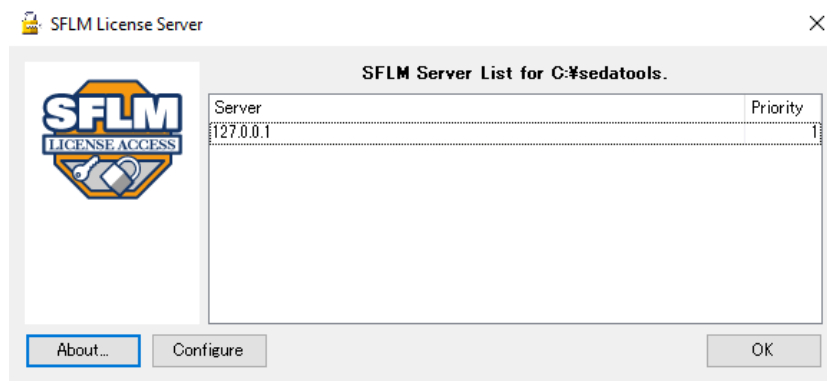 SFLM License Server
SFLM Server List for C:¥sedatools.
SFLM
LICENSE ACCESS
Server Priority
127.0.0.1 1
About... Configure OK